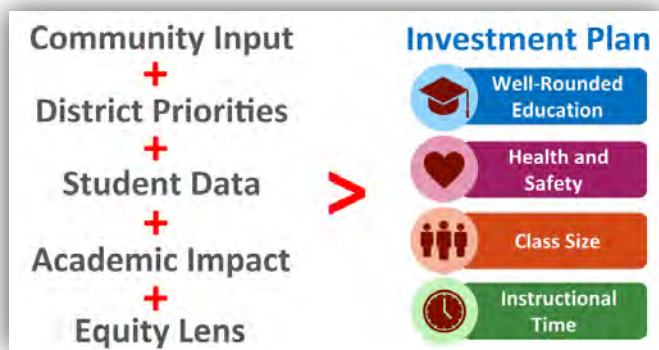 Community Input
+
District Priorities
+
Student Data
+
Academic Impact
+
Equity Lens
>
Investment Plan
Well-Rounded
Education
Health and
Safety
Class Size
Instructional
Time